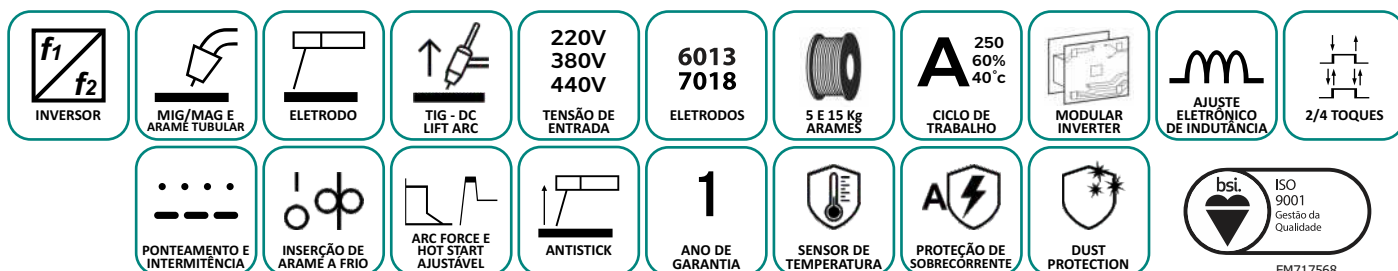 f1
f2
INVERSOR
MIG/MAG E
ARAME TUBULAR
ELETRODO
TIG - DC
LIFT ARC
220V
380V
440V
TENSÃO DE
ENTRADA
6013
7018
ELETRODOS
5 E 15 Kg
ARAMES
A 250
60%
40°c
CICLO DE
TRABALHO
MODULAR
INVERTER
AJUSTE
ELETRÔNICO
DE INDUTÂNCIA
2/4 TOQUES
PONTEAMENTO E
INTERMITÊNCIA
INSERÇÃO DE
ARAME A FRIO
ARC FORCE E
HOT START
AJUSTÁVEL
ANTISTICK
1
ANO DE
GARANTIA
SENSOR DE
TEMPERATURA
A
PROTEÇÃO DE
SOBRECORRENTE
DUST
PROTECTION
bsi.
ISO
9001
Gestão da
Qualidade
FM717568